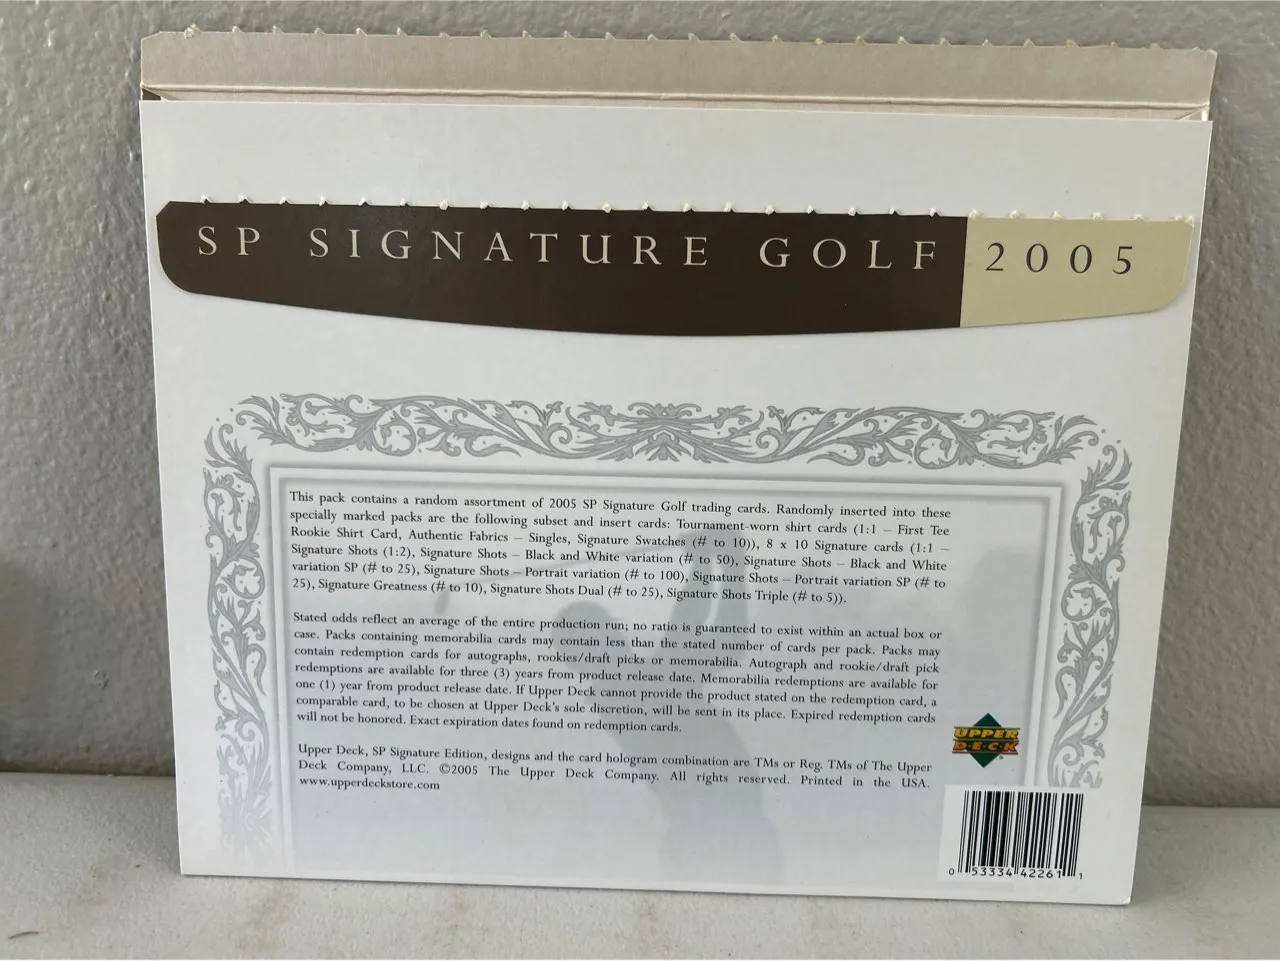 SP SIGNATURE GOLF 2005
This pack contains a random assortment of 2005 SP Signature Golf trading cards. Randomly inserted into these
specially marked packs are the following subset and insert cards: Tournament-worn shirt cards (1:1 – First Tee
Rookie Shirt Card, Authentic Fabrics – Singles, Signature Swatches (# to 10)), 8 x 10 Signature cards (1:1 –
Signature Shots (1:2), Signature Shots – Black and White variation (# to 50), Signature Shots – Black and White
variation SP (# to 25), Signature Shots – Portrait variation (# to 100), Signature Shots – Portrait variation SP (# to
25), Signature Greatness (# to 10), Signature Shots Dual (# to 25), Signature Shots Triple (# to 5)).
Stated odds reflect an average of the entire production run; no ratio is guaranteed to exist within an actual box or
case. Packs containing memorabilia cards may contain less than the stated number of cards per pack. Packs may
contain redemption cards for autographs, rookies/draft picks or memorabilia. Autograph and rookie/draft pick
redemptions are available for three (3) years from product release date. Memorabilia redemptions are available for
one (1) year from product release date. If Upper Deck cannot provide the product stated on the redemption card, a
comparable card, to be chosen at Upper Deck's sole discretion, will be sent in its place. Expired redemption cards
will not be honored. Exact expiration dates found on redemption cards.
UPPER
DECK
Upper Deck, SP Signature Edition, designs and the card hologram combination are TMs or Reg. TMs of The Upper
Deck Company, LLC. ©2005 The Upper Deck Company. All rights reserved. Printed in the USA.
www.upperdeckstore.com
0 53334 42261 1